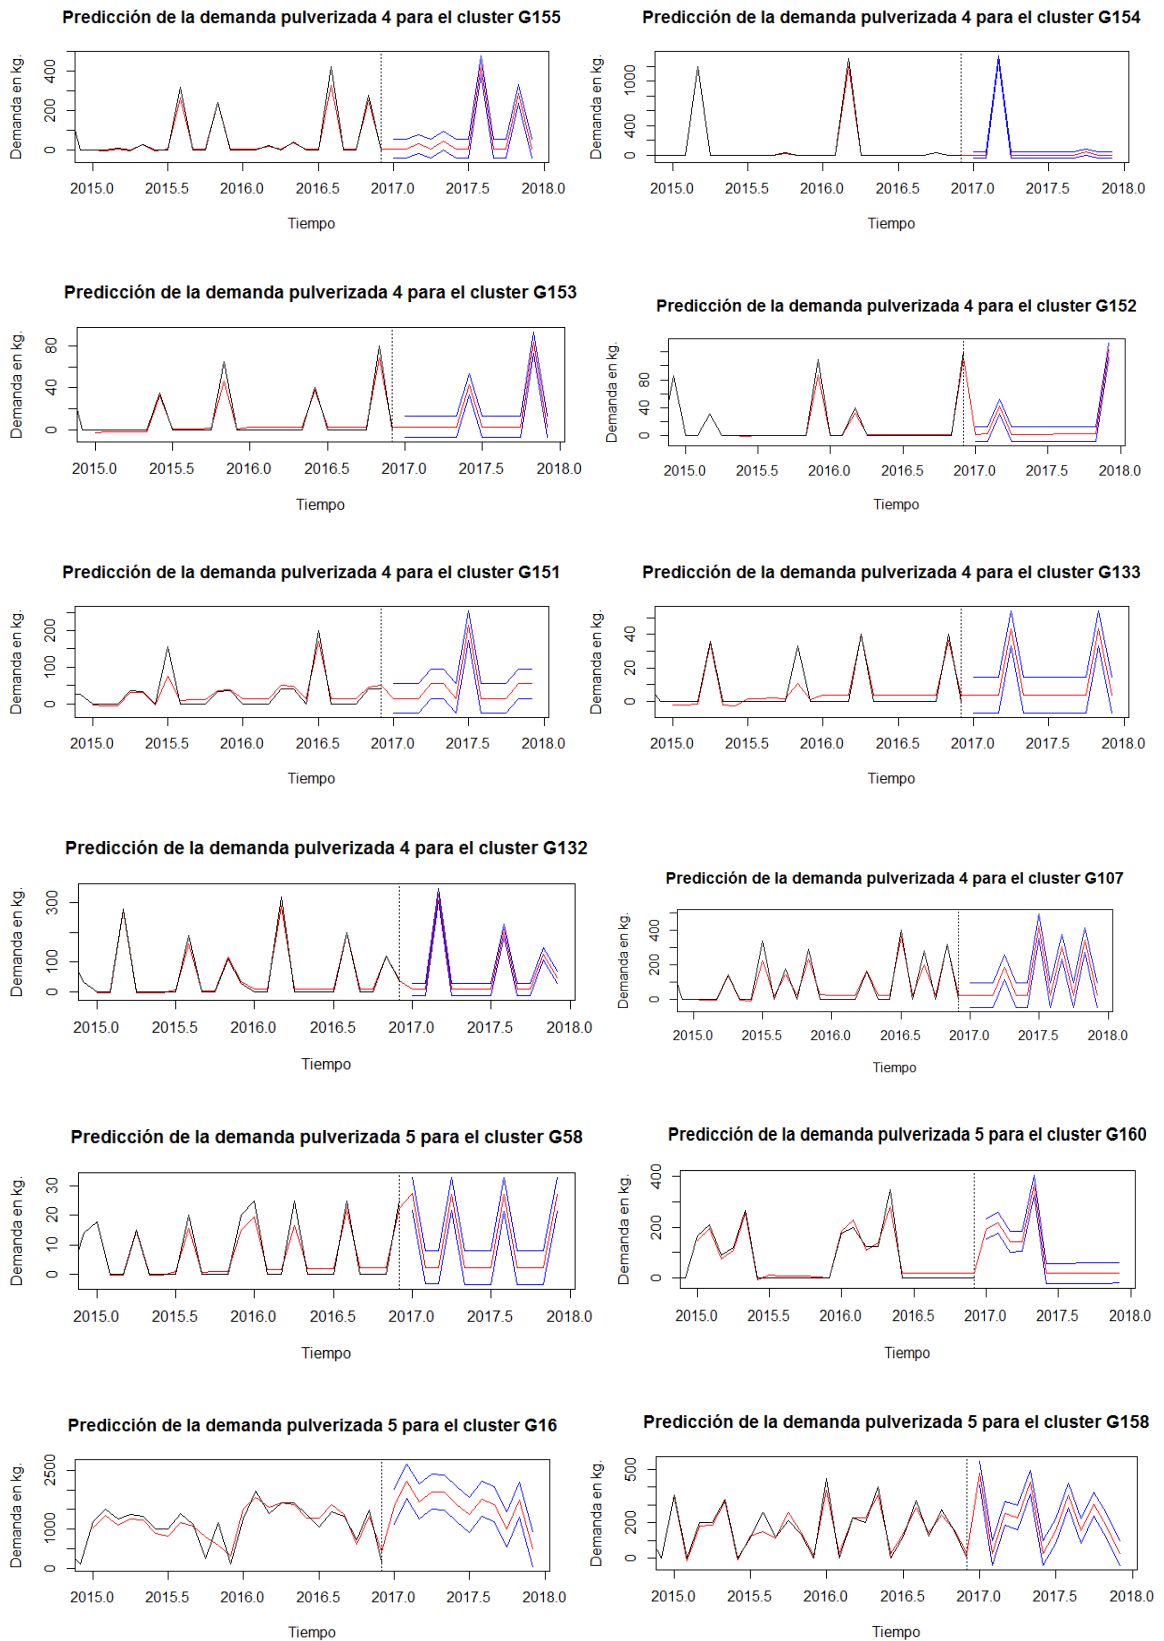 Predicción de la demanda pulverizada 4 para el cluster G155
Demanda en kg.
0 200 400
2015.0 2015.5 2016.0 2016.5 2017.0 2017.5 2018.0
Tiempo
Predicción de la demanda pulverizada 4 para el cluster G154
Demanda en kg.
0 400 1000
2015.0 2015.5 2016.0 2016.5 2017.0 2017.5 2018.0
Tiempo
Predicción de la demanda pulverizada 4 para el cluster G153
Demanda en kg.
0 40 80
2015.0 2015.5 2016.0 2016.5 2017.0 2017.5 2018.0
Tiempo
Predicción de la demanda pulverizada 4 para el cluster G152
Demanda en kg.
0 40 80
2015.0 2015.5 2016.0 2016.5 2017.0 2017.5 2018.0
Tiempo
Predicción de la demanda pulverizada 4 para el cluster G151
Demanda en kg.
0 100 200
2015.0 2015.5 2016.0 2016.5 2017.0 2017.5 2018.0
Tiempo
Predicción de la demanda pulverizada 4 para el cluster G133
Demanda en kg.
0 20 40
2015.0 2015.5 2016.0 2016.5 2017.0 2017.5 2018.0
Tiempo
Predicción de la demanda pulverizada 4 para el cluster G132
Demanda en kg.
0 100 300
2015.0 2015.5 2016.0 2016.5 2017.0 2017.5 2018.0
Tiempo
Predicción de la demanda pulverizada 4 para el cluster G107
Demanda en kg.
0 200 400
2015.0 2015.5 2016.0 2016.5 2017.0 2017.5 2018.0
Tiempo
Predicción de la demanda pulverizada 5 para el cluster G58
Demanda en kg.
0 10 20 30
2015.0 2015.5 2016.0 2016.5 2017.0 2017.5 2018.0
Tiempo
Predicción de la demanda pulverizada 5 para el cluster G160
Demanda en kg.
0 200 400
2015.0 2015.5 2016.0 2016.5 2017.0 2017.5 2018.0
Tiempo
Predicción de la demanda pulverizada 5 para el cluster G16
Demanda en kg.
0 1000 2500
2015.0 2015.5 2016.0 2016.5 2017.0 2017.5 2018.0
Tiempo
Predicción de la demanda pulverizada 5 para el cluster G158
Demanda en kg.
0 200 500
2015.0 2015.5 2016.0 2016.5 2017.0 2017.5 2018.0
Tiempo